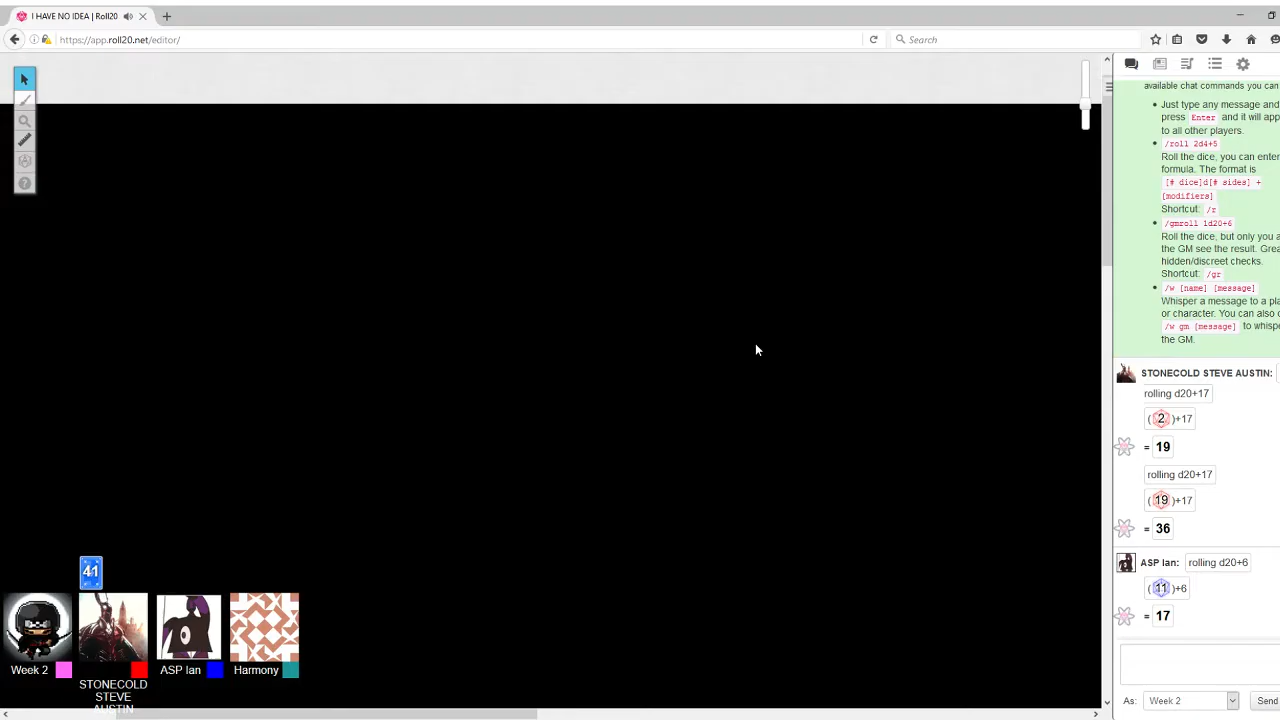 I HAVE NO IDEA | Roll20
https://app.roll20.net/editor/
Search
available chat commands you can
Just type any message and
press Enter and it will app
to all other players.
/roll 2d4+5
Roll the dice, you can enter
formula. The format is
[# dice]d[# sides] +
[modifiers]
Shortcut: /r
/gmroll 1d20+6
Roll the dice, but only you a
the GM see the result. Grea
hidden/discreet checks.
Shortcut: /gr
/w [name] [message]
Whisper a message to a pla
or character. You can also
/w gm [message] to whisp
the GM.
STONECOLD STEVE AUSTIN:
rolling d20+17
(2)+17
= 19
rolling d20+17
(19)+17
= 36
ASP Ian: rolling d20+6
(11)+6
= 17
41
Week 2
STONECOLD
STEVE
AUSTIN
ASP Ian
Harmony
As: Week 2 Send